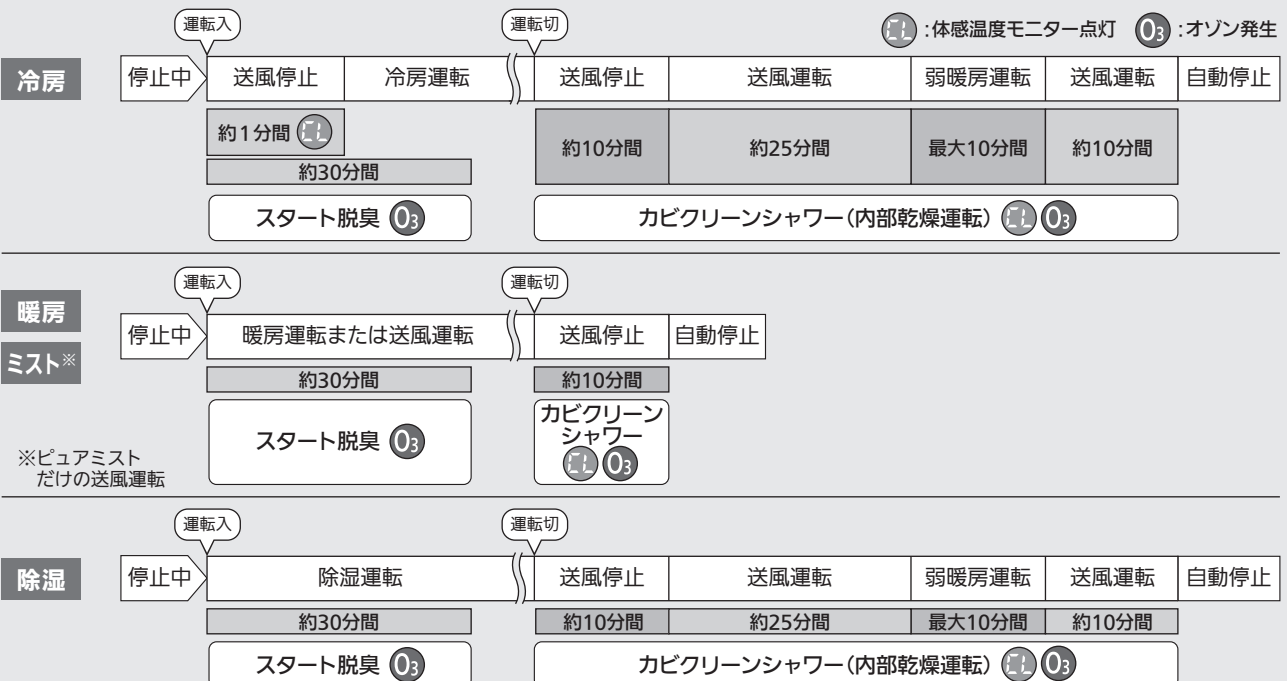 運転入 運転切 CL :体感温度モニター点灯 O3 :オゾン発生
冷房 停止中 送風停止 冷房運転 送風停止 送風運転 弱暖房運転 送風運転 自動停止
約1分間 CL
約10分間 約25分間 最大10分間 約10分間
約30分間
スタート脱臭 O3 カビクリーンシャワー(内部乾燥運転) CL O3
運転入 運転切
暖房
停止中 暖房運転または送風運転 送風停止 自動停止
ミスト※
約30分間 約10分間
スタート脱臭 O3
カビクリーン
シャワー
CL O3
※ピュアミスト
だけの送風運転
運転入 運転切
除湿 停止中 除湿運転 送風停止 送風運転 弱暖房運転 送風運転 自動停止
約30分間 約10分間 約25分間 最大10分間 約10分間
スタート脱臭 O3 カビクリーンシャワー(内部乾燥運転) CL O3